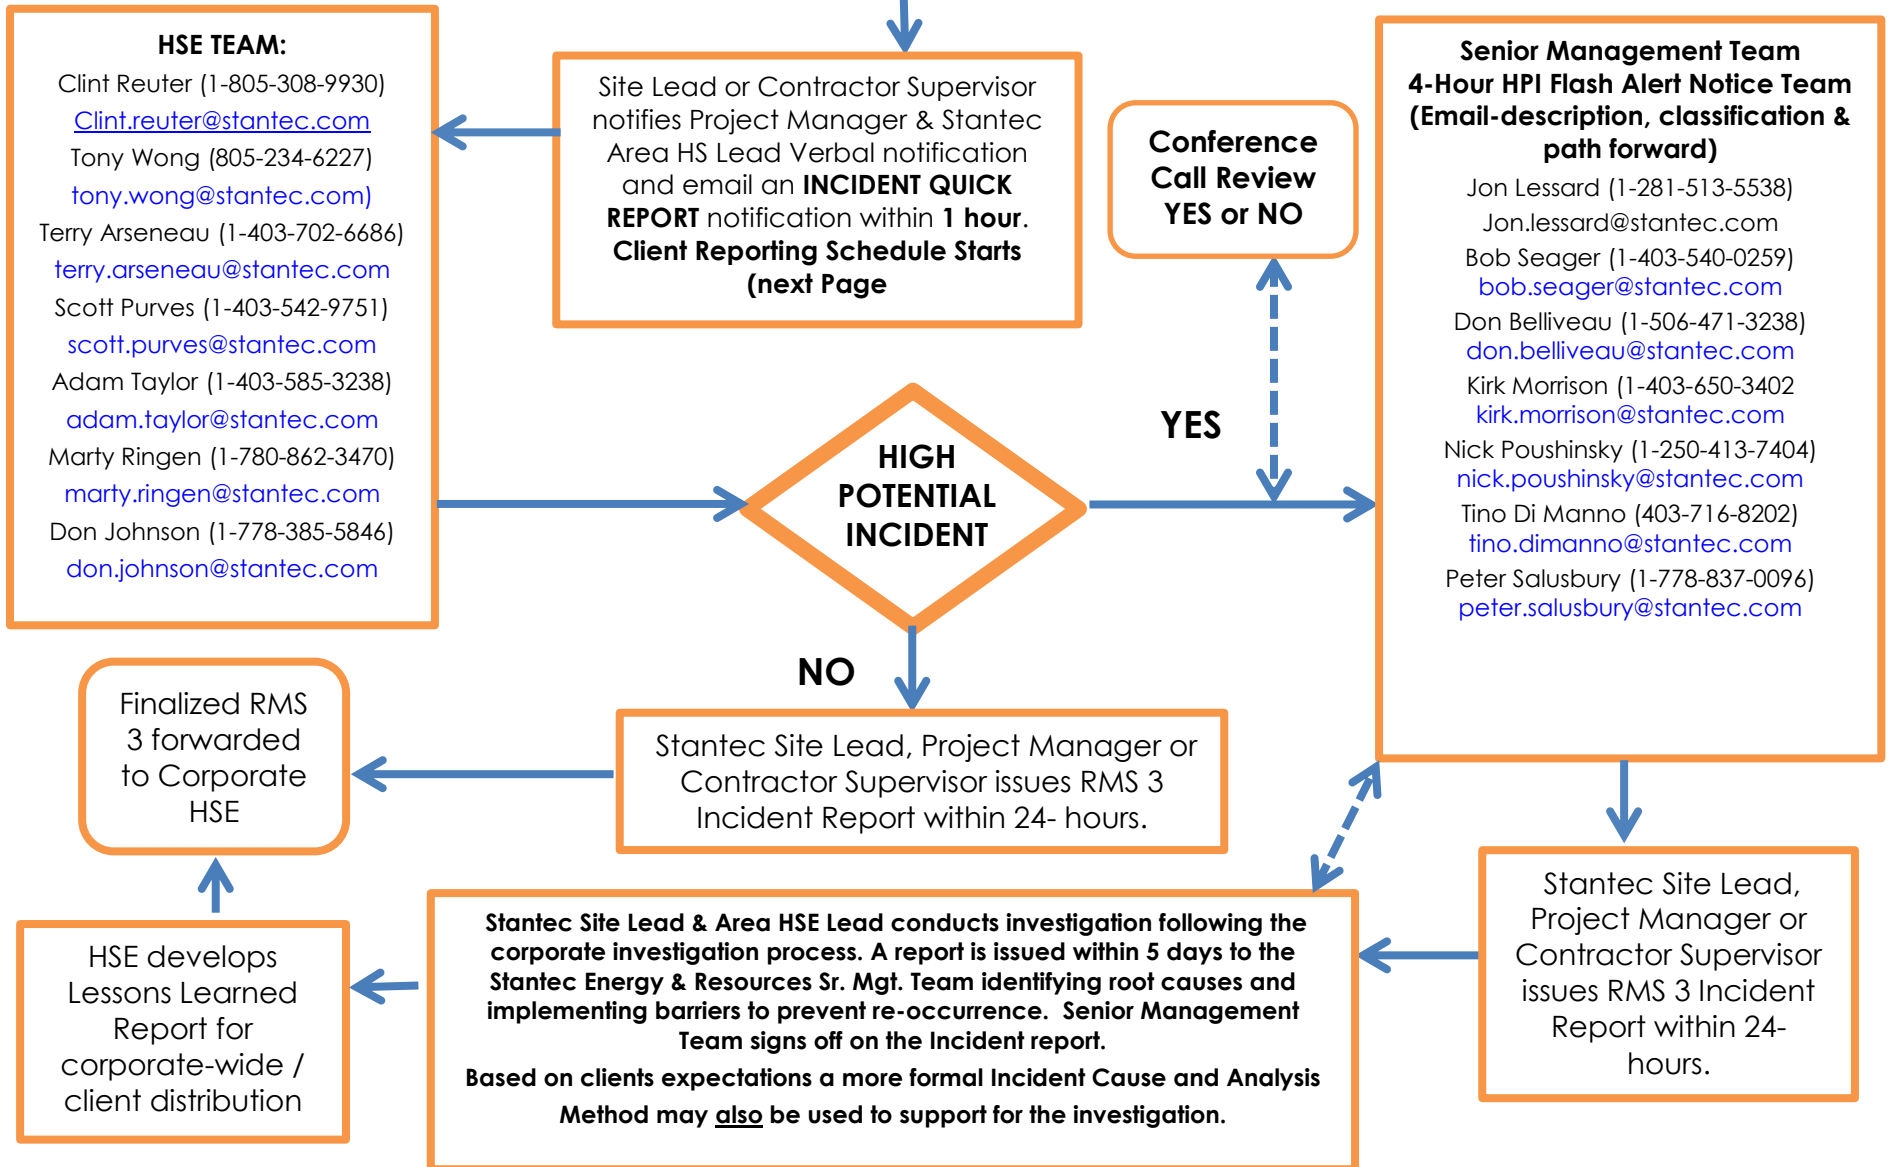 HSE TEAM:
Clint Reuter (1-805-308-9930)
Clint.reuter@stantec.com
Tony Wong (805-234-6227)
tony.wong@stantec.com)
Terry Arseneau (1-403-702-6686)
terry.arseneau@stantec.com
Scott Purves (1-403-542-9751)
scott.purves@stantec.com
Adam Taylor (1-403-585-3238)
adam.taylor@stantec.com
Marty Ringen (1-780-862-3470)
marty.ringen@stantec.com
Don Johnson (1-778-385-5846)
don.johnson@stantec.com
Site Lead or Contractor Supervisor
notifies Project Manager & Stantec
Area HS Lead Verbal notification
and email an INCIDENT QUICK
REPORT notification within 1 hour.
Client Reporting Schedule Starts
(next Page
Conference
Call Review
YES or NO
Senior Management Team
4-Hour HPI Flash Alert Notice Team
(Email-description, classification &
path forward)
Jon Lessard (1-281-513-5538)
Jon.lessard@stantec.com
Bob Seager (1-403-540-0259)
bob.seager@stantec.com
Don Belliveau (1-506-471-3238)
don.belliveau@stantec.com
Kirk Morrison (1-403-650-3402
kirk.morrison@stantec.com
Nick Poushinsky (1-250-413-7404)
nick.poushinsky@stantec.com
Tino Di Manno (403-716-8202)
tino.dimanno@stantec.com
Peter Salusbury (1-778-837-0096)
peter.salusbury@stantec.com
HIGH
POTENTIAL
INCIDENT
YES
NO
Finalized RMS
3 forwarded
to Corporate
HSE
Stantec Site Lead, Project Manager or
Contractor Supervisor issues RMS 3
Incident Report within 24- hours.
Stantec Site Lead,
Project Manager or
Contractor Supervisor
issues RMS 3 Incident
Report within 24-
hours.
Stantec Site Lead & Area HSE Lead conducts investigation following the
corporate investigation process. A report is issued within 5 days to the
Stantec Energy & Resources Sr. Mgt. Team identifying root causes and
implementing barriers to prevent re-occurrence. Senior Management
Team signs off on the Incident report.
Based on clients expectations a more formal Incident Cause and Analysis
Method may also be used to support for the investigation.
HSE develops
Lessons Learned
Report for
corporate-wide /
client distribution